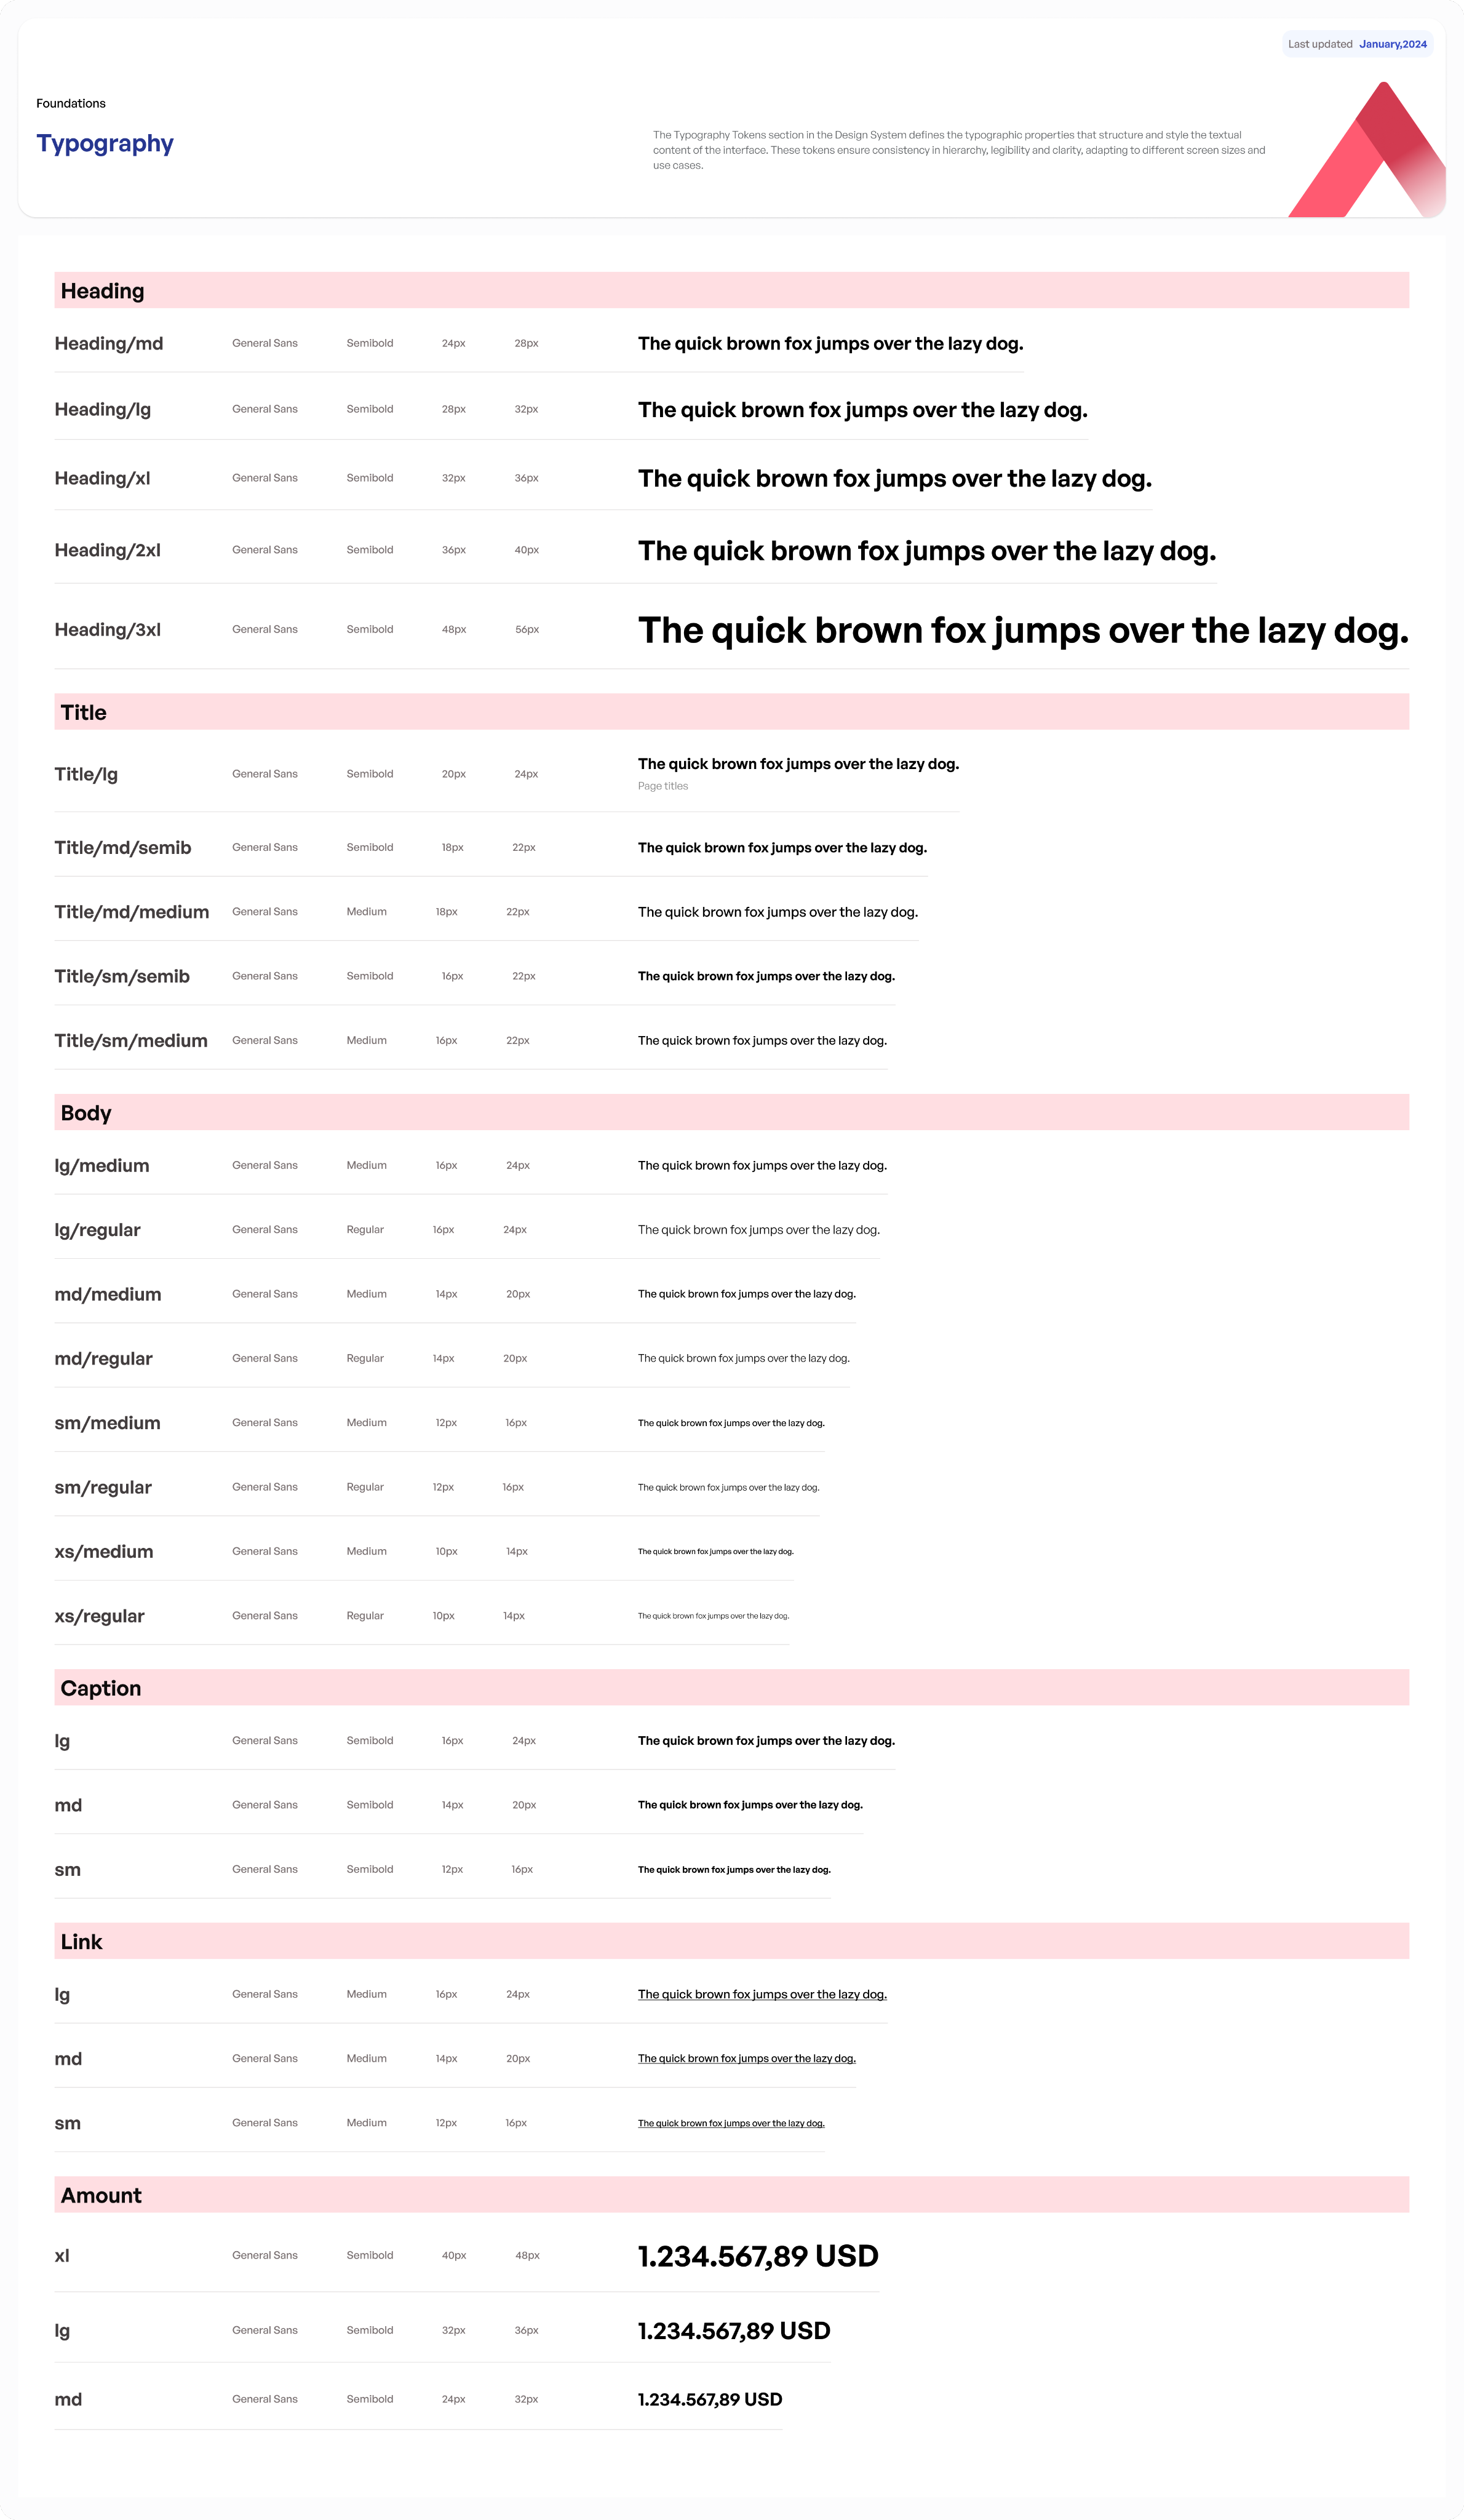 Last updated January,2024
Foundations
Typography
The Typography Tokens section in the Design System defines the typographic properties that structure and style the textual
content of the interface. These tokens ensure consistency in hierarchy, legibility and clarity, adapting to different screen sizes and
use cases.
Heading
Heading/md General Sans Semibold 24px 28px The quick brown fox jumps over the lazy dog.
Heading/lg General Sans Semibold 28px 32px The quick brown fox jumps over the lazy dog.
Heading/xl General Sans Semibold 32px 36px The quick brown fox jumps over the lazy dog.
Heading/2xl General Sans Semibold 36px 40px The quick brown fox jumps over the lazy dog.
Heading/3xl General Sans Semibold 48px 56px The quick brown fox jumps over the lazy dog.
Title
Title/lg General Sans Semibold 20px 24px The quick brown fox jumps over the lazy dog.
Page titles
Title/md/semib General Sans Semibold 18px 22px The quick brown fox jumps over the lazy dog.
Title/md/medium General Sans Medium 18px 22px The quick brown fox jumps over the lazy dog.
Title/sm/semib General Sans Semibold 16px 22px The quick brown fox jumps over the lazy dog.
Title/sm/medium General Sans Medium 16px 22px The quick brown fox jumps over the lazy dog.
Body
lg/medium General Sans Medium 16px 24px The quick brown fox jumps over the lazy dog.
lg/regular General Sans Regular 16px 24px The quick brown fox jumps over the lazy dog.
md/medium General Sans Medium 14px 20px The quick brown fox jumps over the lazy dog.
md/regular General Sans Regular 14px 20px The quick brown fox jumps over the lazy dog.
sm/medium General Sans Medium 12px 16px The quick brown fox jumps over the lazy dog.
sm/regular General Sans Regular 12px 16px The quick brown fox jumps over the lazy dog.
xs/medium General Sans Medium 10px 14px The quick brown fox jumps over the lazy dog.
xs/regular General Sans Regular 10px 14px The quick brown fox jumps over the lazy dog.
Caption
lg General Sans Semibold 16px 24px The quick brown fox jumps over the lazy dog.
md General Sans Semibold 14px 20px The quick brown fox jumps over the lazy dog.
sm General Sans Semibold 12px 16px The quick brown fox jumps over the lazy dog.
Link
lg General Sans Medium 16px 24px The quick brown fox jumps over the lazy dog.
md General Sans Medium 14px 20px The quick brown fox jumps over the lazy dog.
sm General Sans Medium 12px 16px The quick brown fox jumps over the lazy dog.
Amount
xl General Sans Semibold 40px 48px 1.234.567,89 USD
lg General Sans Semibold 32px 36px 1.234.567,89 USD
md General Sans Semibold 24px 32px 1.234.567,89 USD